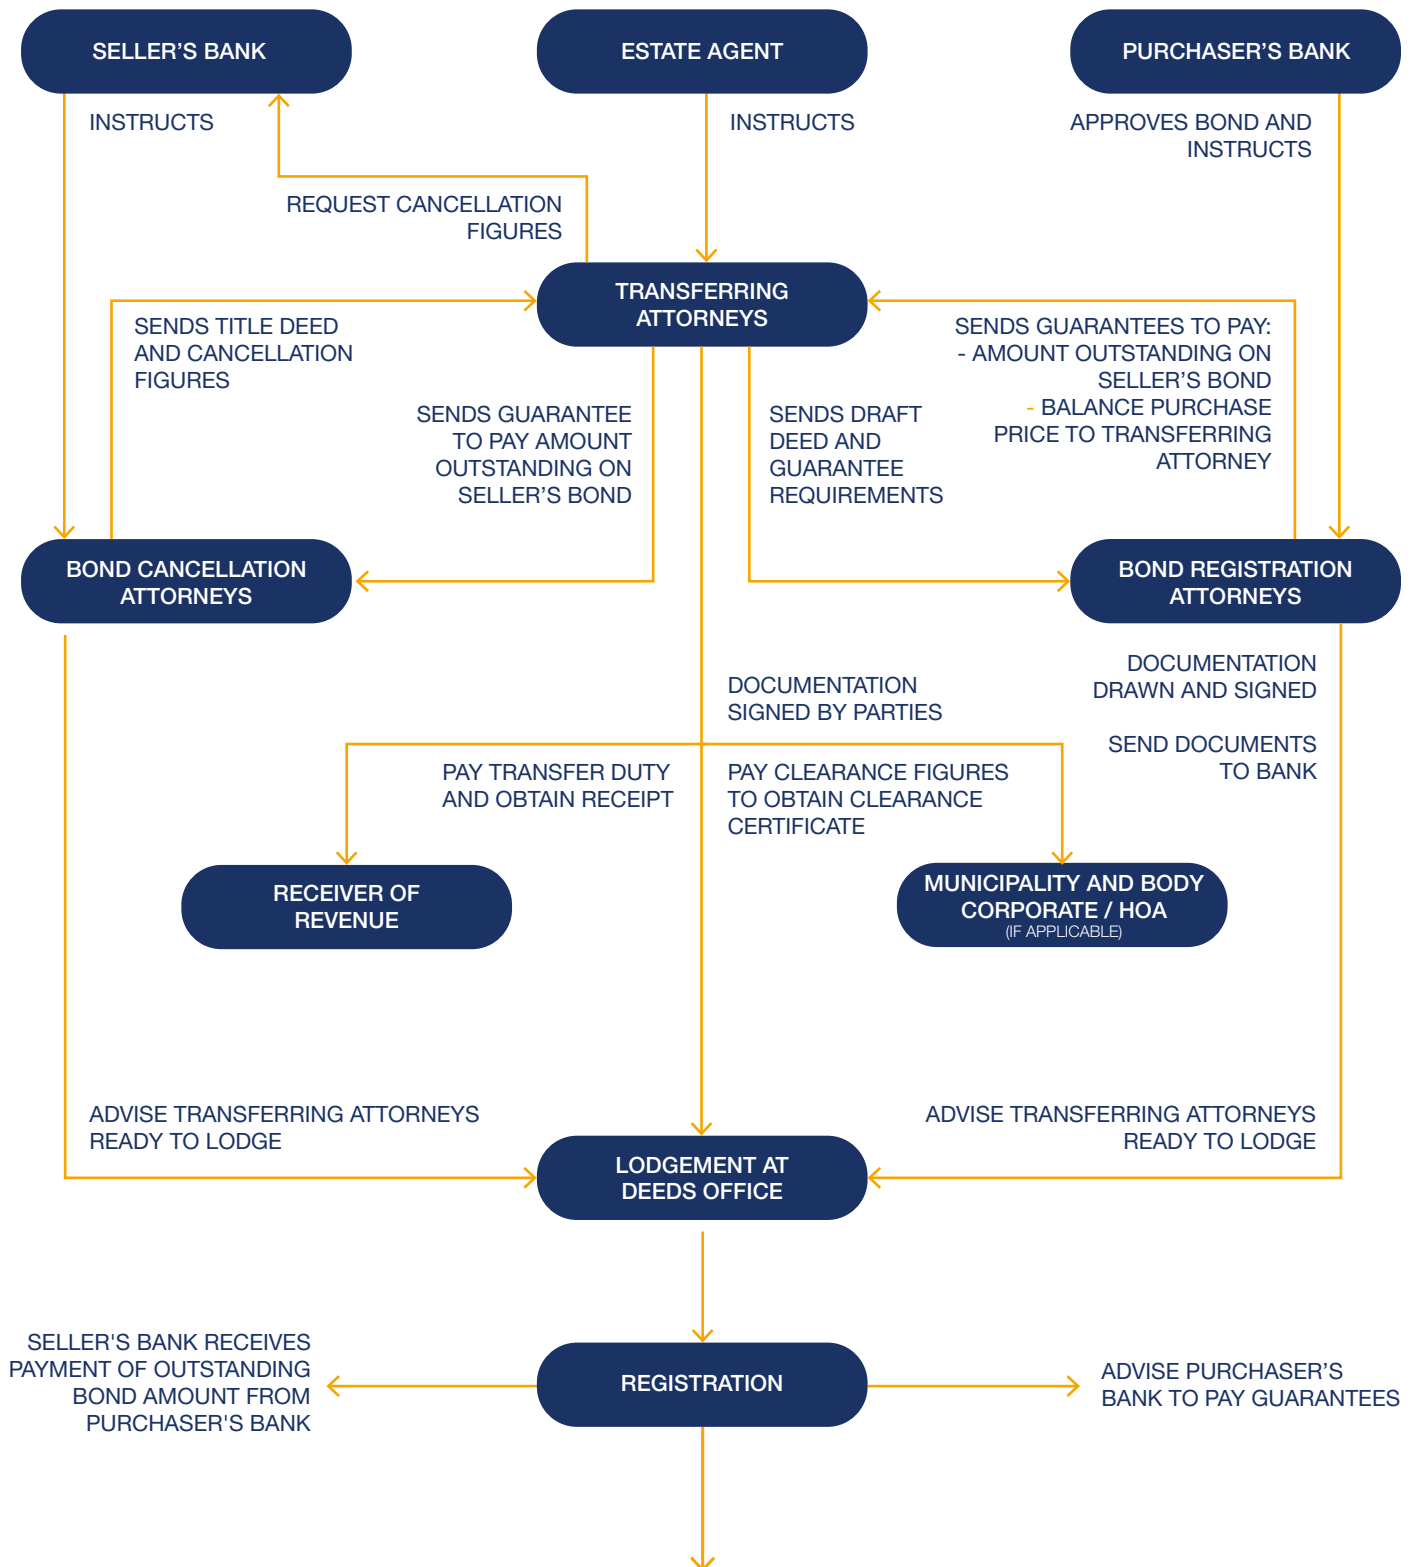 SELLER’S BANK
ESTATE AGENT
PURCHASER’S BANK
INSTRUCTS
INSTRUCTS
APPROVES BOND AND
INSTRUCTS
REQUEST CANCELLATION
FIGURES
TRANSFERRING
ATTORNEYS
SENDS TITLE DEED
AND CANCELLATION
FIGURES
SENDS GUARANTEES TO PAY:
- AMOUNT OUTSTANDING ON
SELLER’S BOND
- BALANCE PURCHASE
PRICE TO TRANSFERRING
ATTORNEY
SENDS GUARANTEE
TO PAY AMOUNT
OUTSTANDING ON
SELLER’S BOND
SENDS DRAFT
DEED AND
GUARANTEE
REQUIREMENTS
BOND CANCELLATION
ATTORNEYS
BOND REGISTRATION
ATTORNEYS
DOCUMENTATION
SIGNED BY PARTIES
DOCUMENTATION
DRAWN AND SIGNED
SEND DOCUMENTS
TO BANK
PAY TRANSFER DUTY
AND OBTAIN RECEIPT
PAY CLEARANCE FIGURES
TO OBTAIN CLEARANCE
CERTIFICATE
RECEIVER OF
REVENUE
MUNICIPALITY AND BODY
CORPORATE / HOA
(IF APPLICABLE)
ADVISE TRANSFERRING ATTORNEYS
READY TO LODGE
ADVISE TRANSFERRING ATTORNEYS
READY TO LODGE
LODGEMENT AT
DEEDS OFFICE
SELLER'S BANK RECEIVES
PAYMENT OF OUTSTANDING
BOND AMOUNT FROM
PURCHASER'S BANK
REGISTRATION
ADVISE PURCHASER’S
BANK TO PAY GUARANTEES